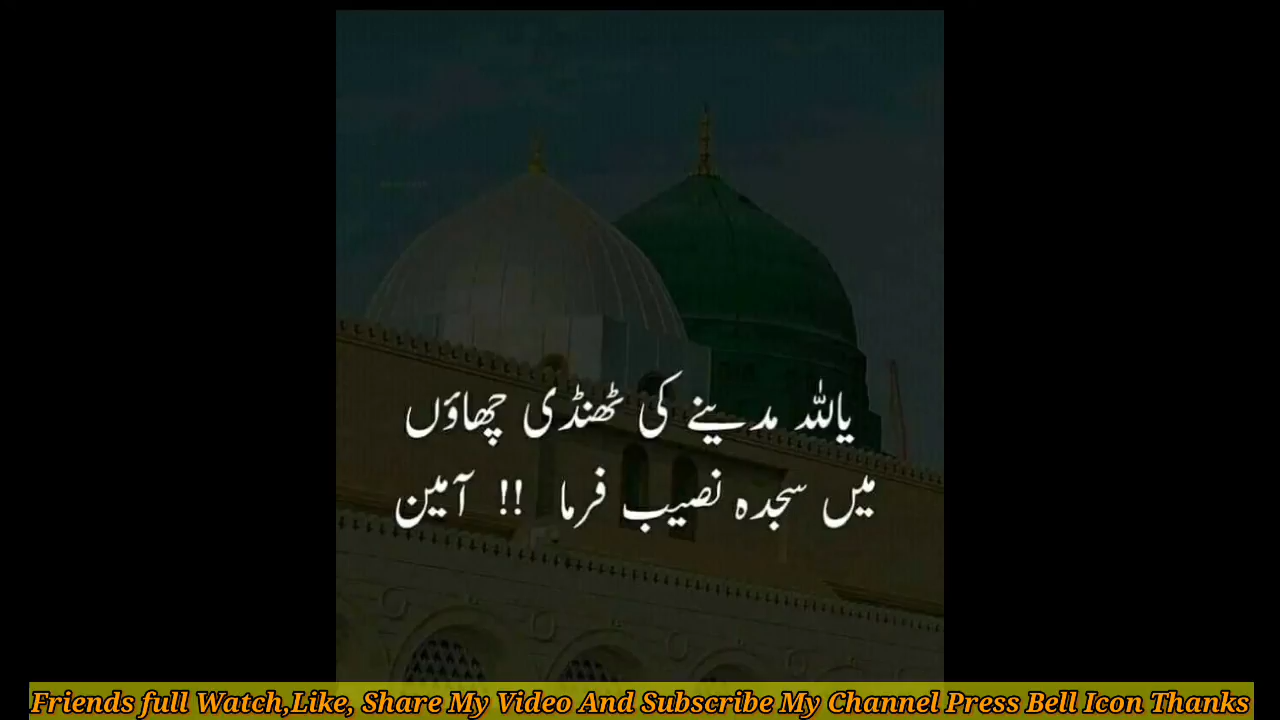 یاللہ مدینے کی ٹھنڈی چھاؤں
میں سجدہ نصیب فرما !! آمین
Friends full Watch,Like, Share My Video And Subscribe My Channel Press Bell Icon Thanks